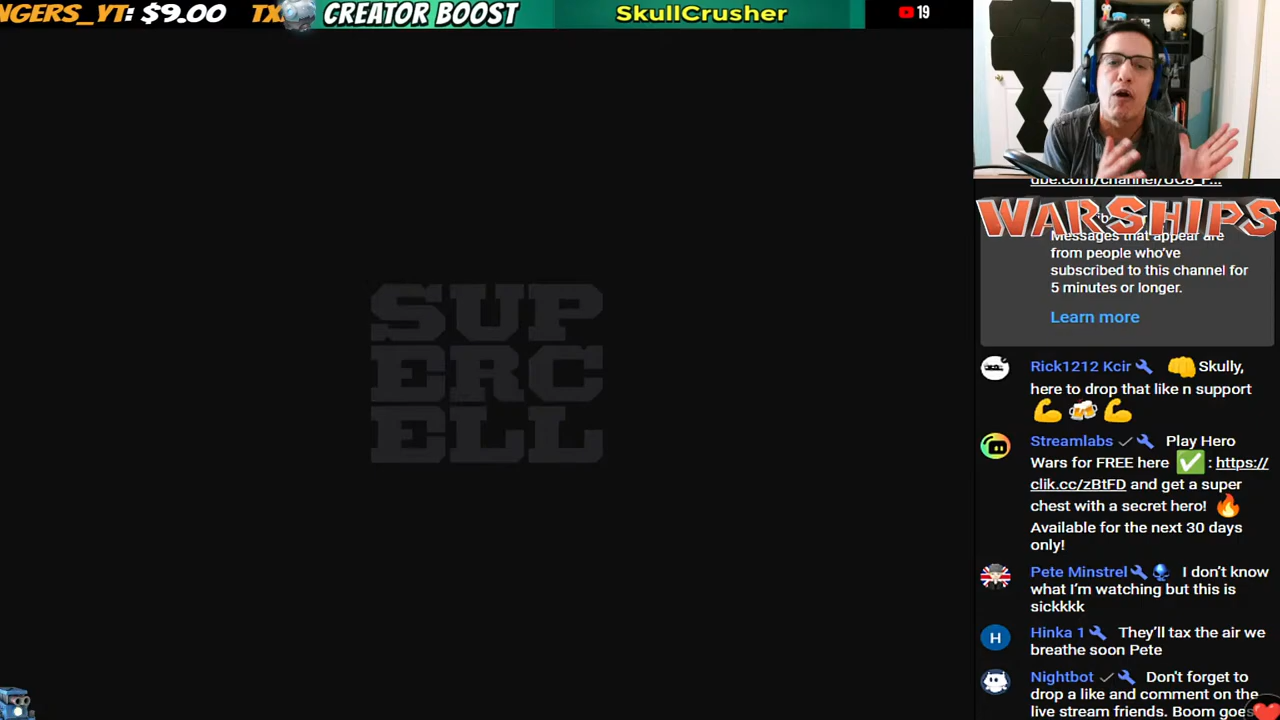 NGERS_YT: $9.00 TX
CREATOR BOOST
SkullCrusher
19
WARSHIPS
Messages that appear are
from people who've
subscribed to this channel for
5 minutes or longer.
Learn more
Rick1212 Kcir 👊 Skully,
here to drop that like n support
💪 🍻 💪
Streamlabs Play Hero
Wars for FREE here ✅ : https://
clik.cc/zBtFD and get a super
chest with a secret hero! 🔥
Available for the next 30 days
only!
Pete Minstrel I don't know
what I'm watching but this is
sickkkk
Hinka 1 They'll tax the air we
breathe soon Pete
Nightbot Don't forget to
drop a like and comment on the
live stream friends. Boom goes
SUP
ERC
ELL
H